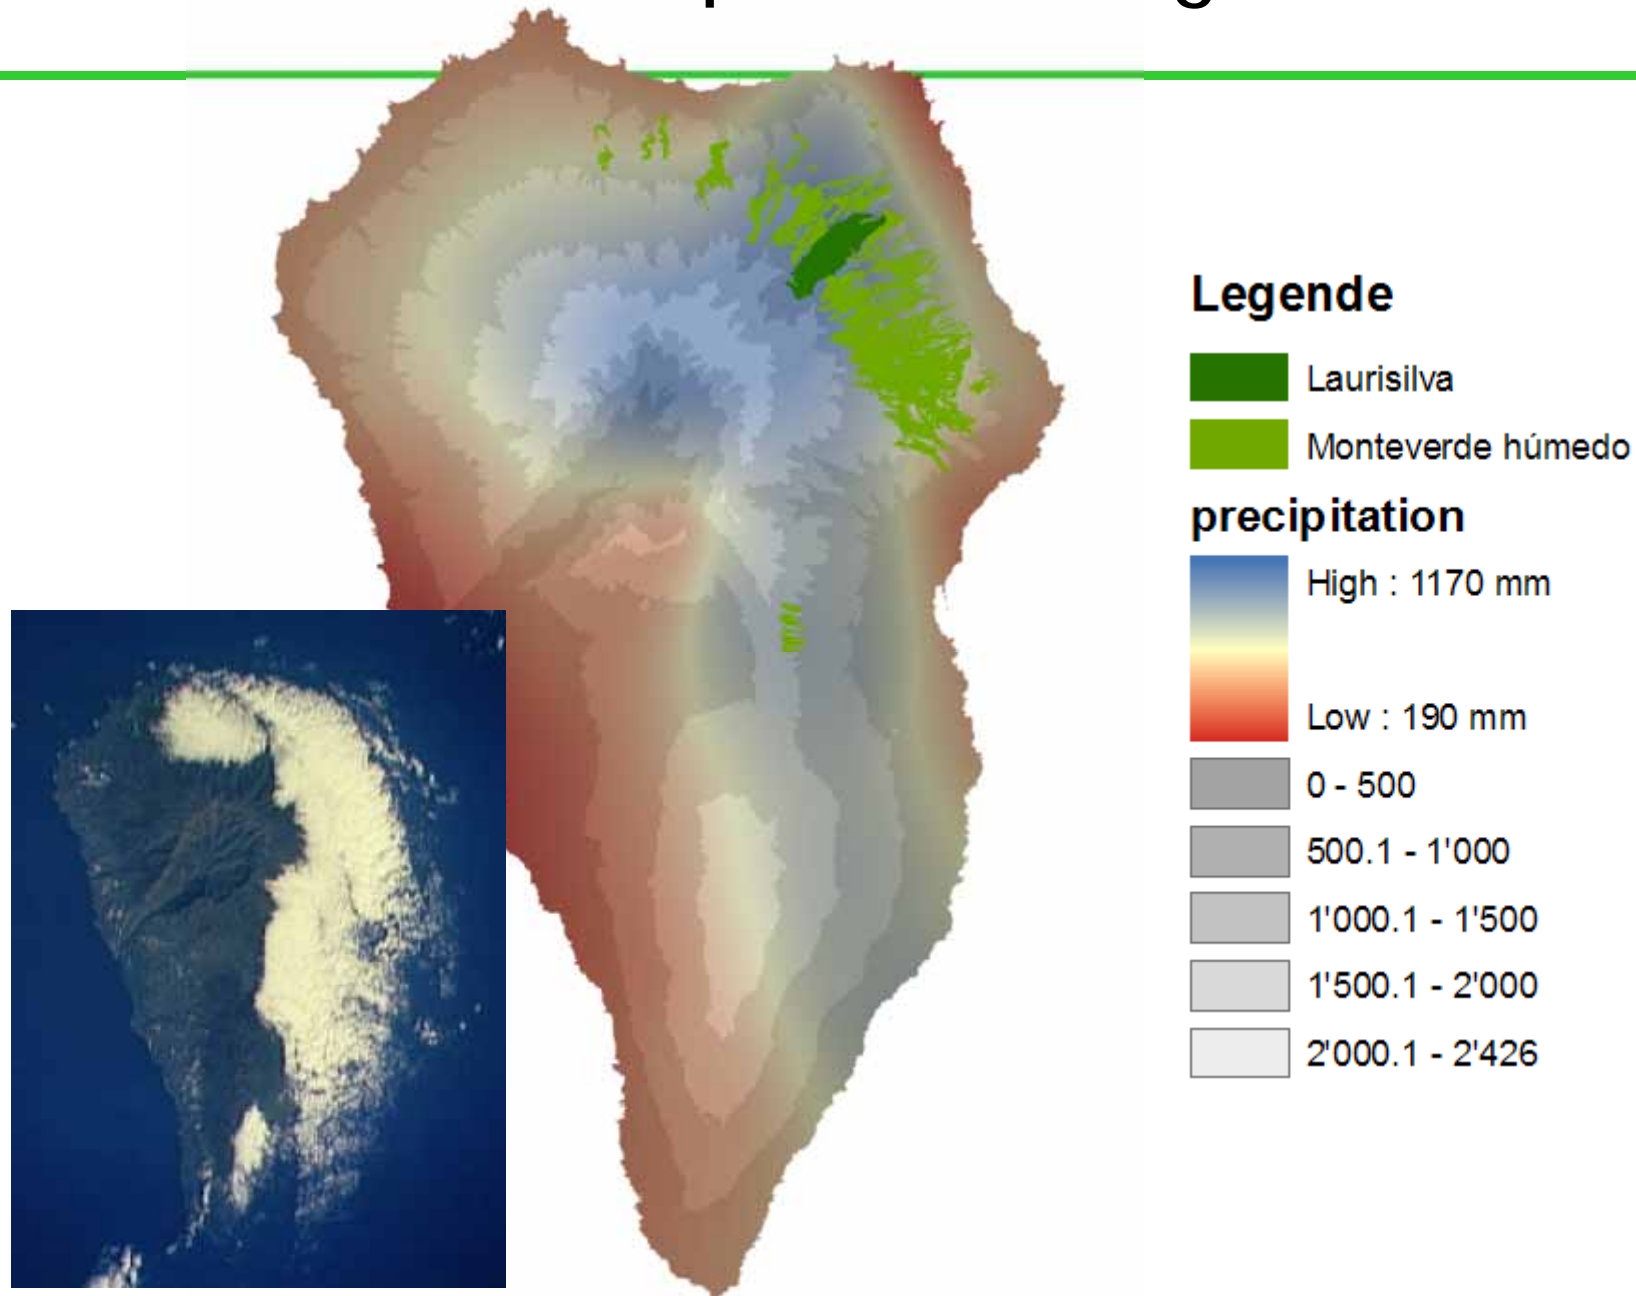 Legende
Laurisilva
Monteverde húmedo
precipitation
High : 1170 mm
Low : 190 mm
0 - 500
500.1 - 1'000
1'000.1 - 1'500
1'500.1 - 2'000
2'000.1 - 2'426